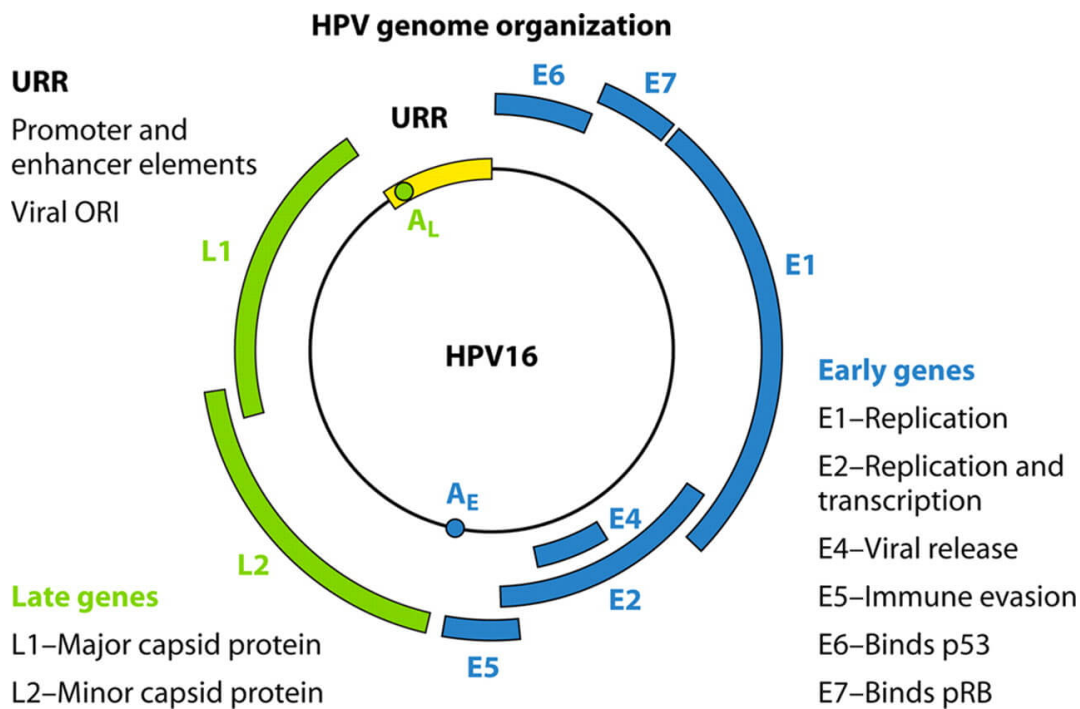 HPV genome organization
URR
Promoter and
enhancer elements
Viral ORI
URR
E6
E7
A_L
L1
E1
HPV16
A_E
E4
L2
E2
E5
Early genes
E1–Replication
E2–Replication and
transcription
E4–Viral release
E5–Immune evasion
E6–Binds p53
E7–Binds pRB
Late genes
L1–Major capsid protein
L2–Minor capsid protein